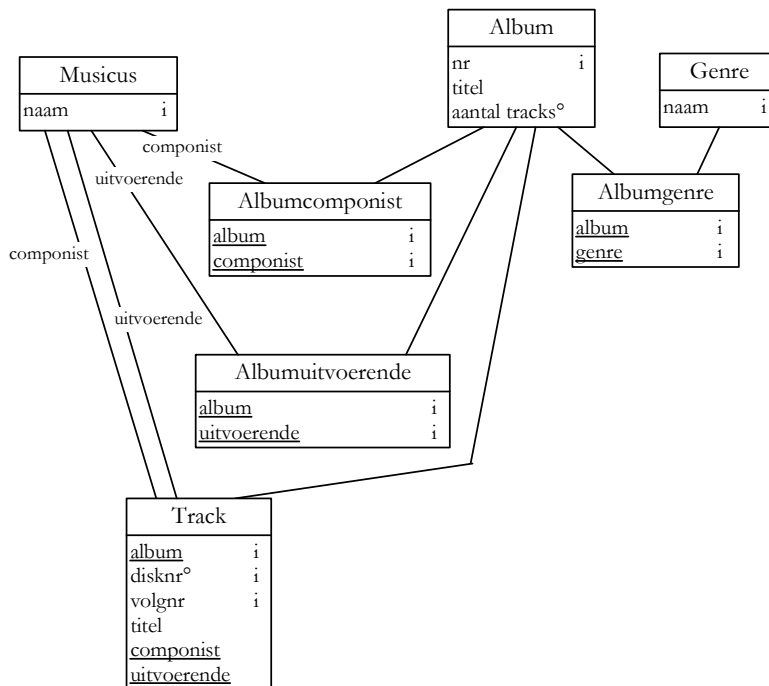 Album
nr i
titel
aantal tracks°
Musicus
naam i
Genre
naam i
componist
uitvoerende
componist
uitvoerende
Albumcomponist
album i
componist i
Albumgenre
album i
genre i
Albumuitvoerende
album i
uitvoerende i
Track
album i
disknr° i
volgnr i
titel
componist
uitvoerende